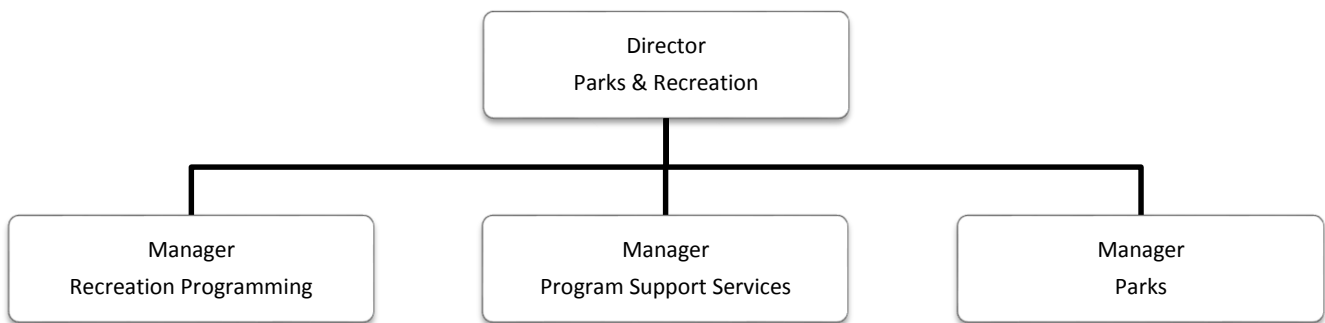 Director
Parks & Recreation
Manager
Recreation Programming
Manager
Program Support Services
Manager
Parks